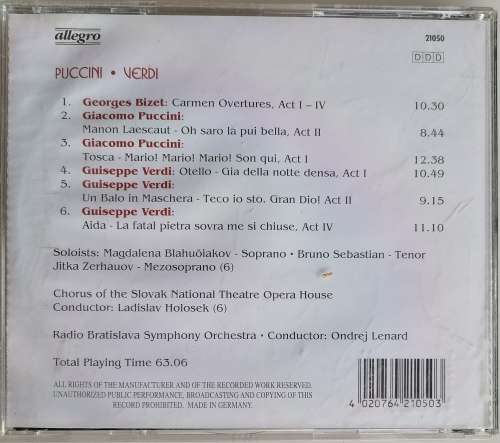 allegro
21050
DDD
PUCCINI • VERDI
1. Georges Bizet: Carmen Overtures, Act I – IV 10.30
2. Giacomo Puccini:
Manon Laescaut - Oh saro là pui bella, Act II 8.44
3. Giacomo Puccini:
Tosca - Mario! Mario! Mario! Son qui, Act I 12.38
4. Guiseppe Verdi: Otello - Gia della notte densa, Act I 10.49
5. Guiseppe Verdi:
Un Balo in Maschera - Teco io sto. Gran Dio! Act II 9.15
6. Guiseppe Verdi:
Aida - La fatal pietra sovra me si chiuse, Act IV 11.10
Soloists: Magdalena Blahuölakov - Soprano • Bruno Sebastian - Tenor
Jitka Zerhauov - Mezosoprano (6)
Chorus of the Slovak National Theatre Opera House
Conductor: Ladislav Holosek (6)
Radio Bratislava Symphony Orchestra • Conductor: Ondrej Lenard
Total Playing Time 63.06
ALL RIGHTS OF THE MANUFACTURER AND OF THE RECORDED WORK RESERVED.
UNAUTHORIZED PUBLIC PERFORMANCE, BROADCASTING AND COPYING OF THIS
RECORD PROHIBITED. MADE IN GERMANY.
4 020764 210503